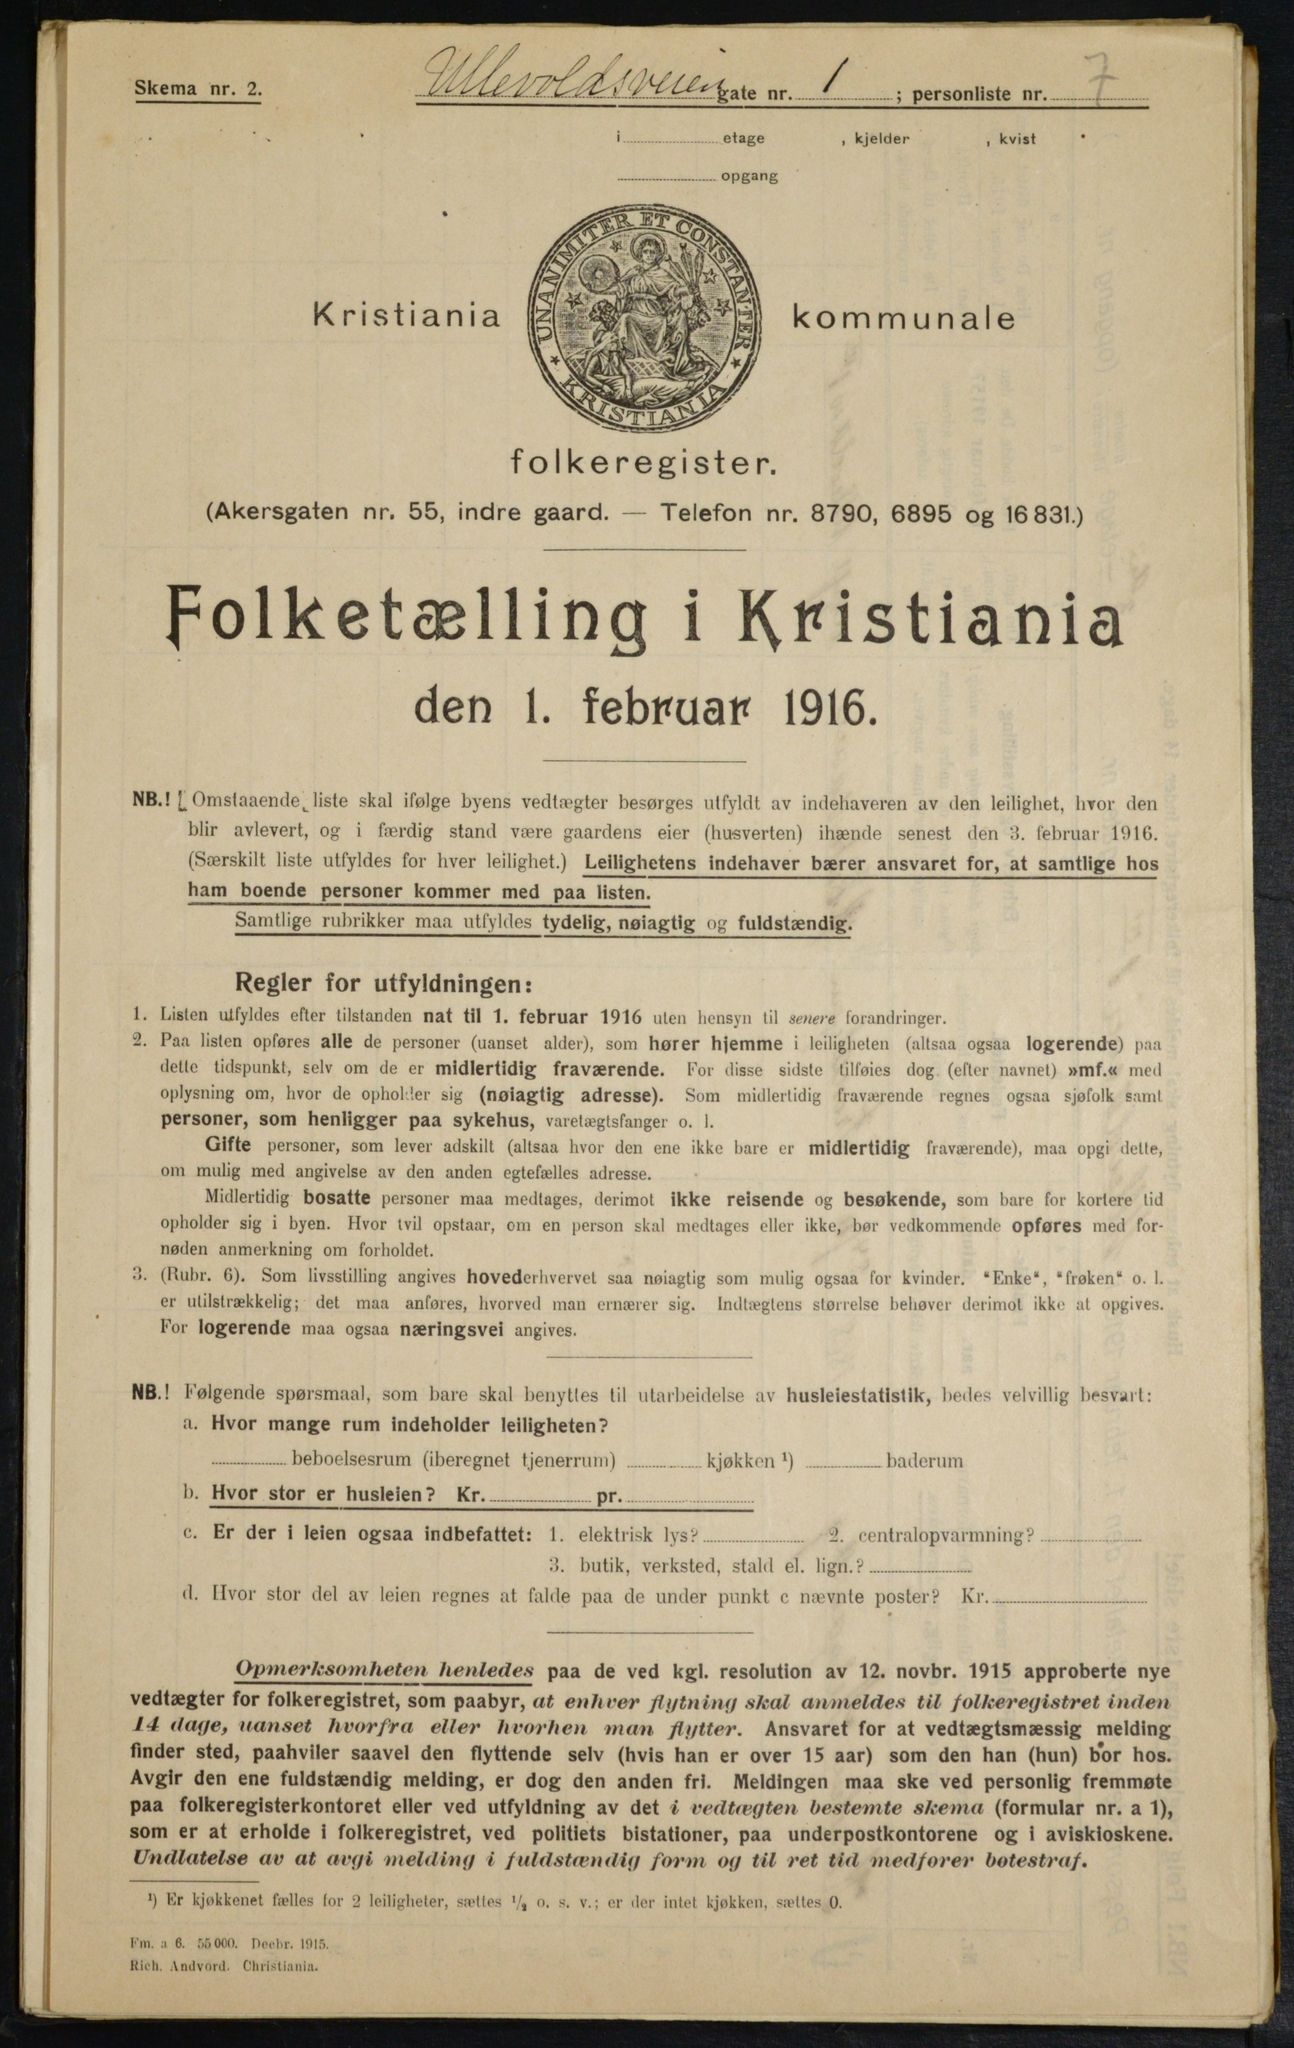 Skema nr. 2.
Ullevoldsveien gate nr. 1 ; personliste nr. 7
i etage , kjelder , kvist
opgang
UNANIMITER ET CONSTANTER
KRISTIANIA
Kristiania kommunale
folkeregister.
(Akersgaten nr. 55, indre gaard. — Telefon nr. 8790, 6895 og 16 831.)
Folketælling i Kristiania
den 1. februar 1916.
NB.! Omstaaende liste skal ifølge byens vedtægter besørges utfyldt av indehaveren av den leilighet, hvor den
blir avlevert, og i færdig stand være gaardens eier (husverten) ihænde senest den 3. februar 1916.
(Særskilt liste utfyldes for hver leilighet.) Leilighetens indehaver bærer ansvaret for, at samtlige hos
ham boende personer kommer med paa listen.
Samtlige rubrikker maa utfyldes tydelig, nøiagtig og fuldstændig.
Regler for utfyldningen:
1. Listen utfyldes efter tilstanden nat til 1. februar 1916 uten hensyn til senere forandringer.
2. Paa listen opføres alle de personer (uanset alder), som hører hjemme i leiligheten (altsaa ogsaa logerende) paa
dette tidspunkt, selv om de er midlertidig fraværende. For disse sidste tilføies dog (efter navnet) »mf.« med
oplysning om, hvor de opholder sig (nøiagtig adresse). Som midlertidig fraværende regnes ogsaa sjøfolk samt
personer, som henligger paa sykehus, varetægtsfanger o. l.
Gifte personer, som lever adskilt (altsaa hvor den ene ikke bare er midlertidig fraværende), maa opgi dette,
om mulig med angivelse av den anden egtefælles adresse.
Midlertidig bosatte personer maa medtages, derimot ikke reisende og besøkende, som bare for kortere tid
opholder sig i byen. Hvor tvil opstaar, om en person skal medtages eller ikke, bør vedkommende opføres med for-
nøden anmerkning om forholdet.
3. (Rubr. 6). Som livsstilling angives hovederhvervet saa nøiagtig som mulig ogsaa for kvinder. "Enke", "frøken" o. l.
er utilstrækkelig; det maa anføres, hvorved man ernærer sig. Indtægtens størrelse behøver derimot ikke at opgives.
For logerende maa ogsaa næringsvei angives.
NB.! Følgende spørsmaal, som bare skal benyttes til utarbeidelse av husleiestatistik, bedes velvillig besvart:
a. Hvor mange rum indeholder leiligheten?
beboelsesrum (iberegnet tjenerrum) kjøkken ¹) baderum
b. Hvor stor er husleien? Kr. pr.
c. Er der i leien ogsaa indbefattet: 1. elektrisk lys? 2. centralopvarmning?
3. butik, verksted, stald el. lign.?
d. Hvor stor del av leien regnes at falde paa de under punkt c nævnte poster? Kr.
Opmerksomheten henledes paa de ved kgl. resolution av 12. novbr. 1915 approberte nye
vedtægter for folkeregistret, som paabyr, at enhver flytning skal anmeldes til folkeregistret inden
14 dage, uanset hvorfra eller hvorhen man flytter. Ansvaret for at vedtægtsmæssig melding
finder sted, paahviler saavel den flyttende selv (hvis han er over 15 aar) som den han (hun) bor hos.
Avgir den ene fuldstændig melding, er dog den anden fri. Meldingen maa ske ved personlig fremmøte
paa folkeregisterkontoret eller ved utfyldning av det i vedtægten bestemte skema (formular nr. a 1),
som er at erholde i folkeregistret, ved politiets bistationer, paa underpostkontorene og i aviskioskene.
Undlatelse av at avgi melding i fuldstændig form og til ret tid medfører bøtestraf.
¹) Er kjøkkenet fælles for 2 leiligheter, sættes ½ o. s. v.; er der intet kjøkken, sættes 0.
Fm. a 6. 55 000. Decbr. 1915.
Rich. Andvord. Christiania.